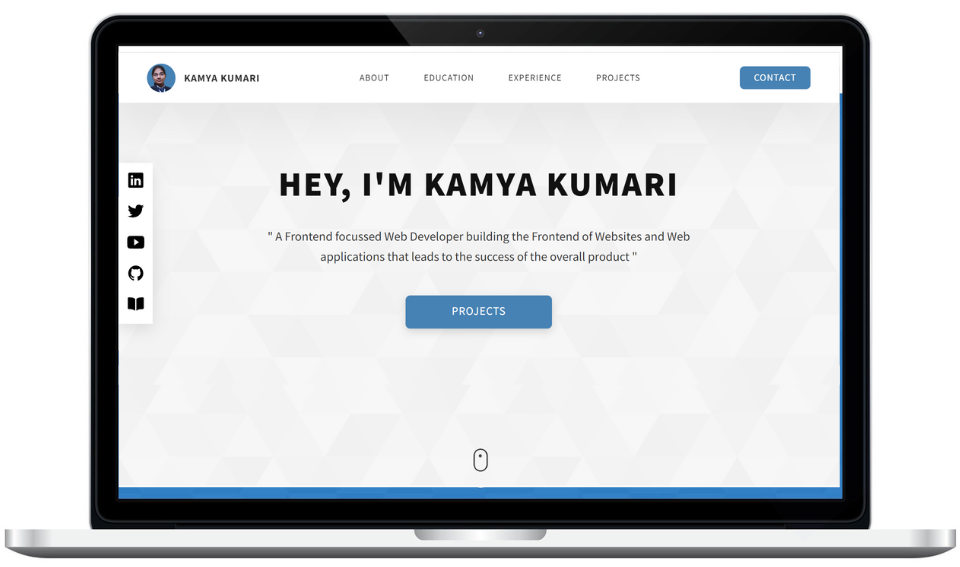 KAMYA KUMARI
ABOUT EDUCATION EXPERIENCE PROJECTS
CONTACT
HEY, I'M KAMYA KUMARI
" A Frontend focussed Web Developer building the Frontend of Websites and Web
applications that leads to the success of the overall product "
PROJECTS
in